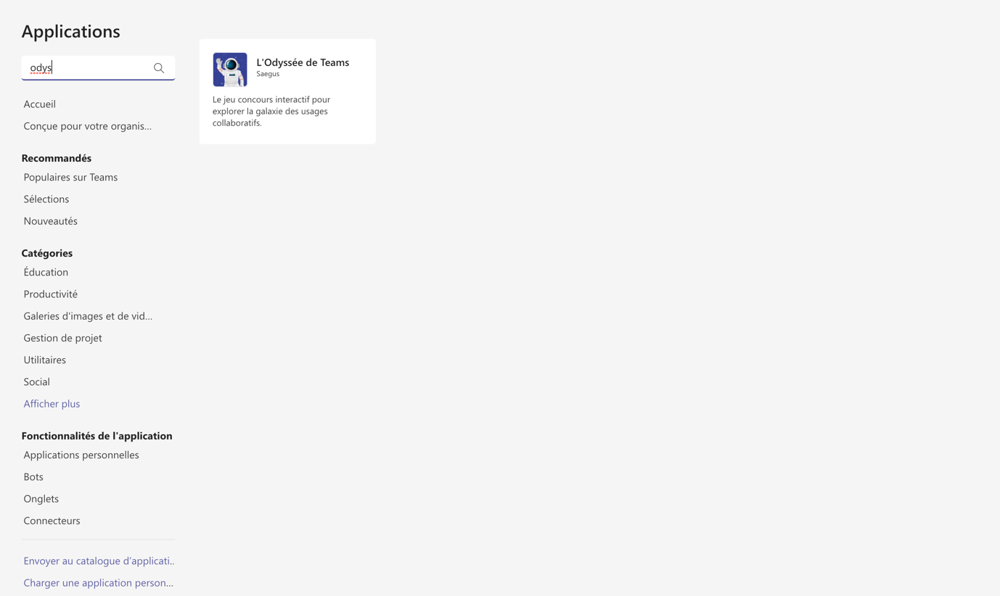 Applications
odys
Accueil
Conçue pour votre organis...
Recommandés
Populaires sur Teams
Sélections
Nouveautés
Catégories
Éducation
Productivité
Galeries d'images et de vid...
Gestion de projet
Utilitaires
Social
Afficher plus
Fonctionnalités de l'application
Applications personnelles
Bots
Onglets
Connecteurs
Envoyer au catalogue d’applicati..
Charger une application person...
L'Odyssée de Teams
Saegus
Le jeu concours interactif pour
explorer la galaxie des usages
collaboratifs.